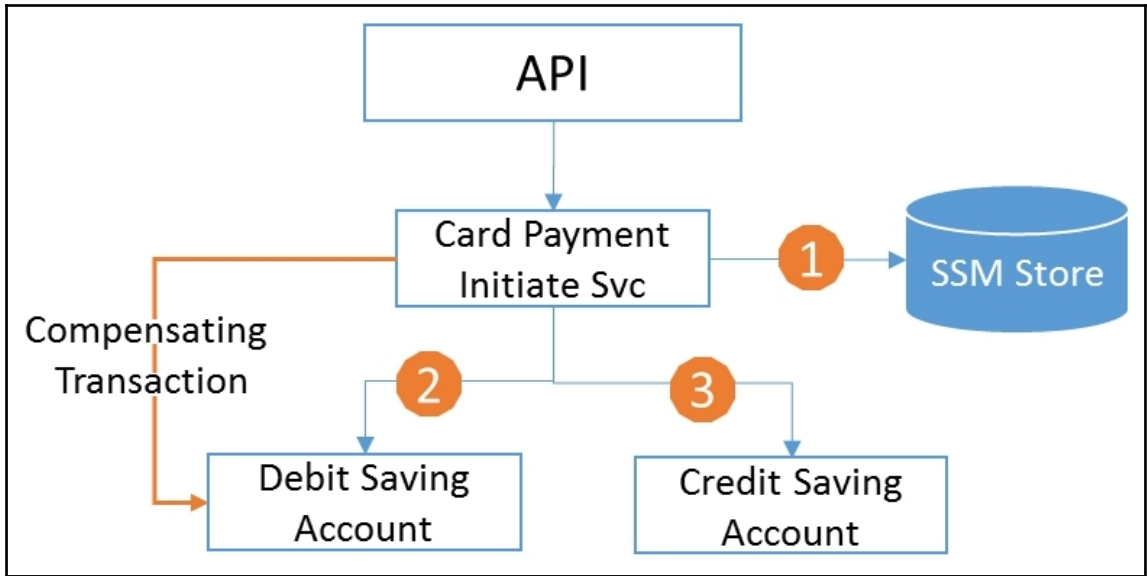 API
Card Payment
Initiate Svc
1
SSM Store
Compensating
Transaction
2
3
Debit Saving
Account
Credit Saving
Account